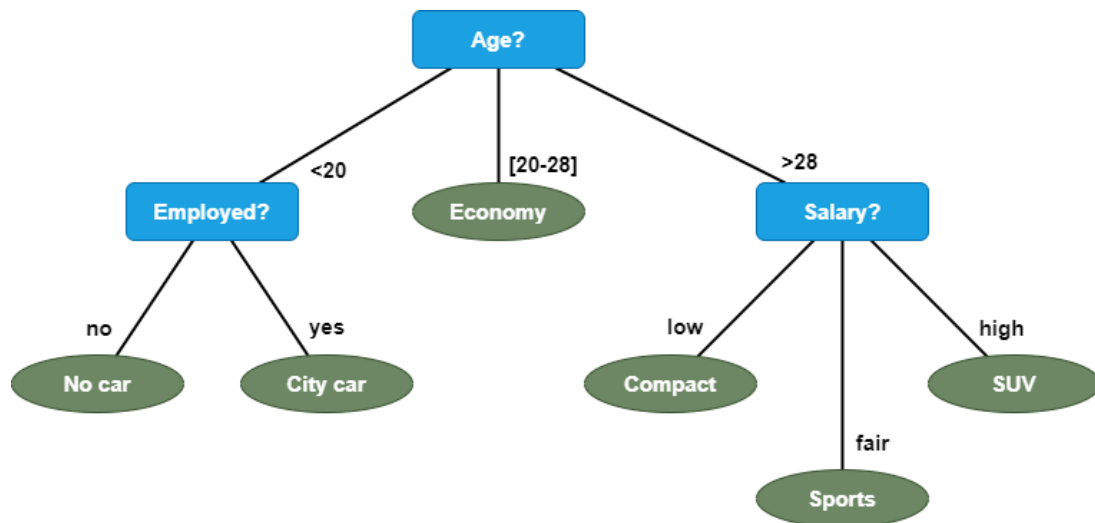 Age?
<20
[20-28]
>28
Employed?
Economy
Salary?
no
yes
low
high
No car
City car
Compact
SUV
fair
Sports